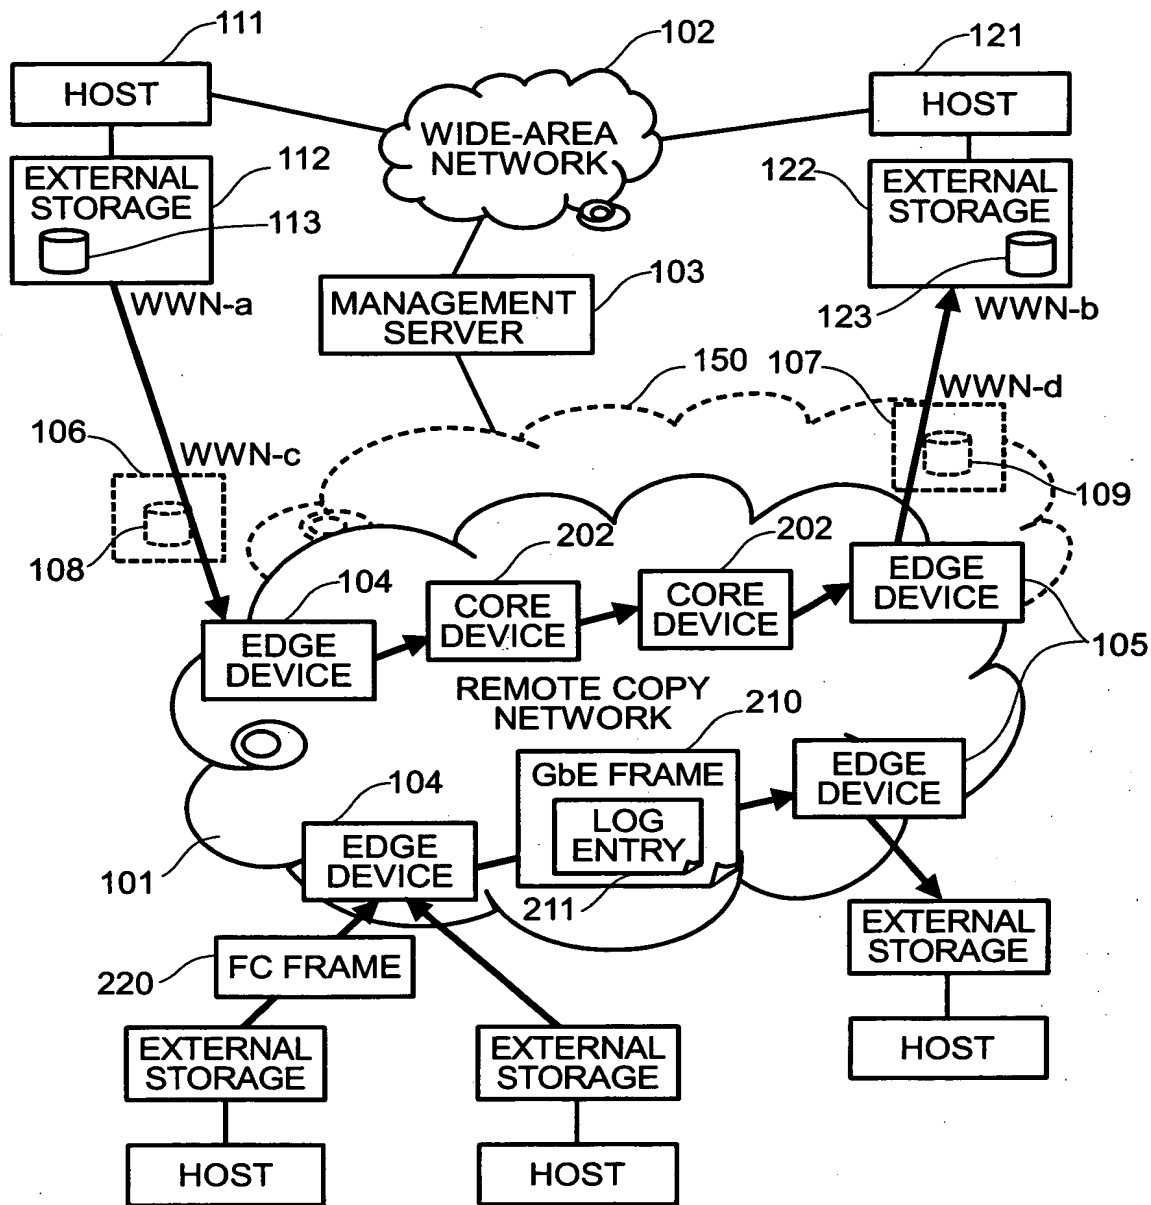 111
102
121
HOST
HOST
WIDE-AREA
NETWORK
112
122
EXTERNAL
STORAGE
EXTERNAL
STORAGE
113
103
WWN-a
MANAGEMENT
SERVER
123
WWN-b
150
107
WWN-d
106
WWN-c
109
108
202
202
104
EDGE
DEVICE
CORE
DEVICE
CORE
DEVICE
EDGE
DEVICE
105
REMOTE COPY
NETWORK
210
GbE FRAME
EDGE
DEVICE
104
LOG
ENTRY
EDGE
DEVICE
101
211
EXTERNAL
STORAGE
FC FRAME
220
EXTERNAL
STORAGE
EXTERNAL
STORAGE
HOST
HOST
HOST